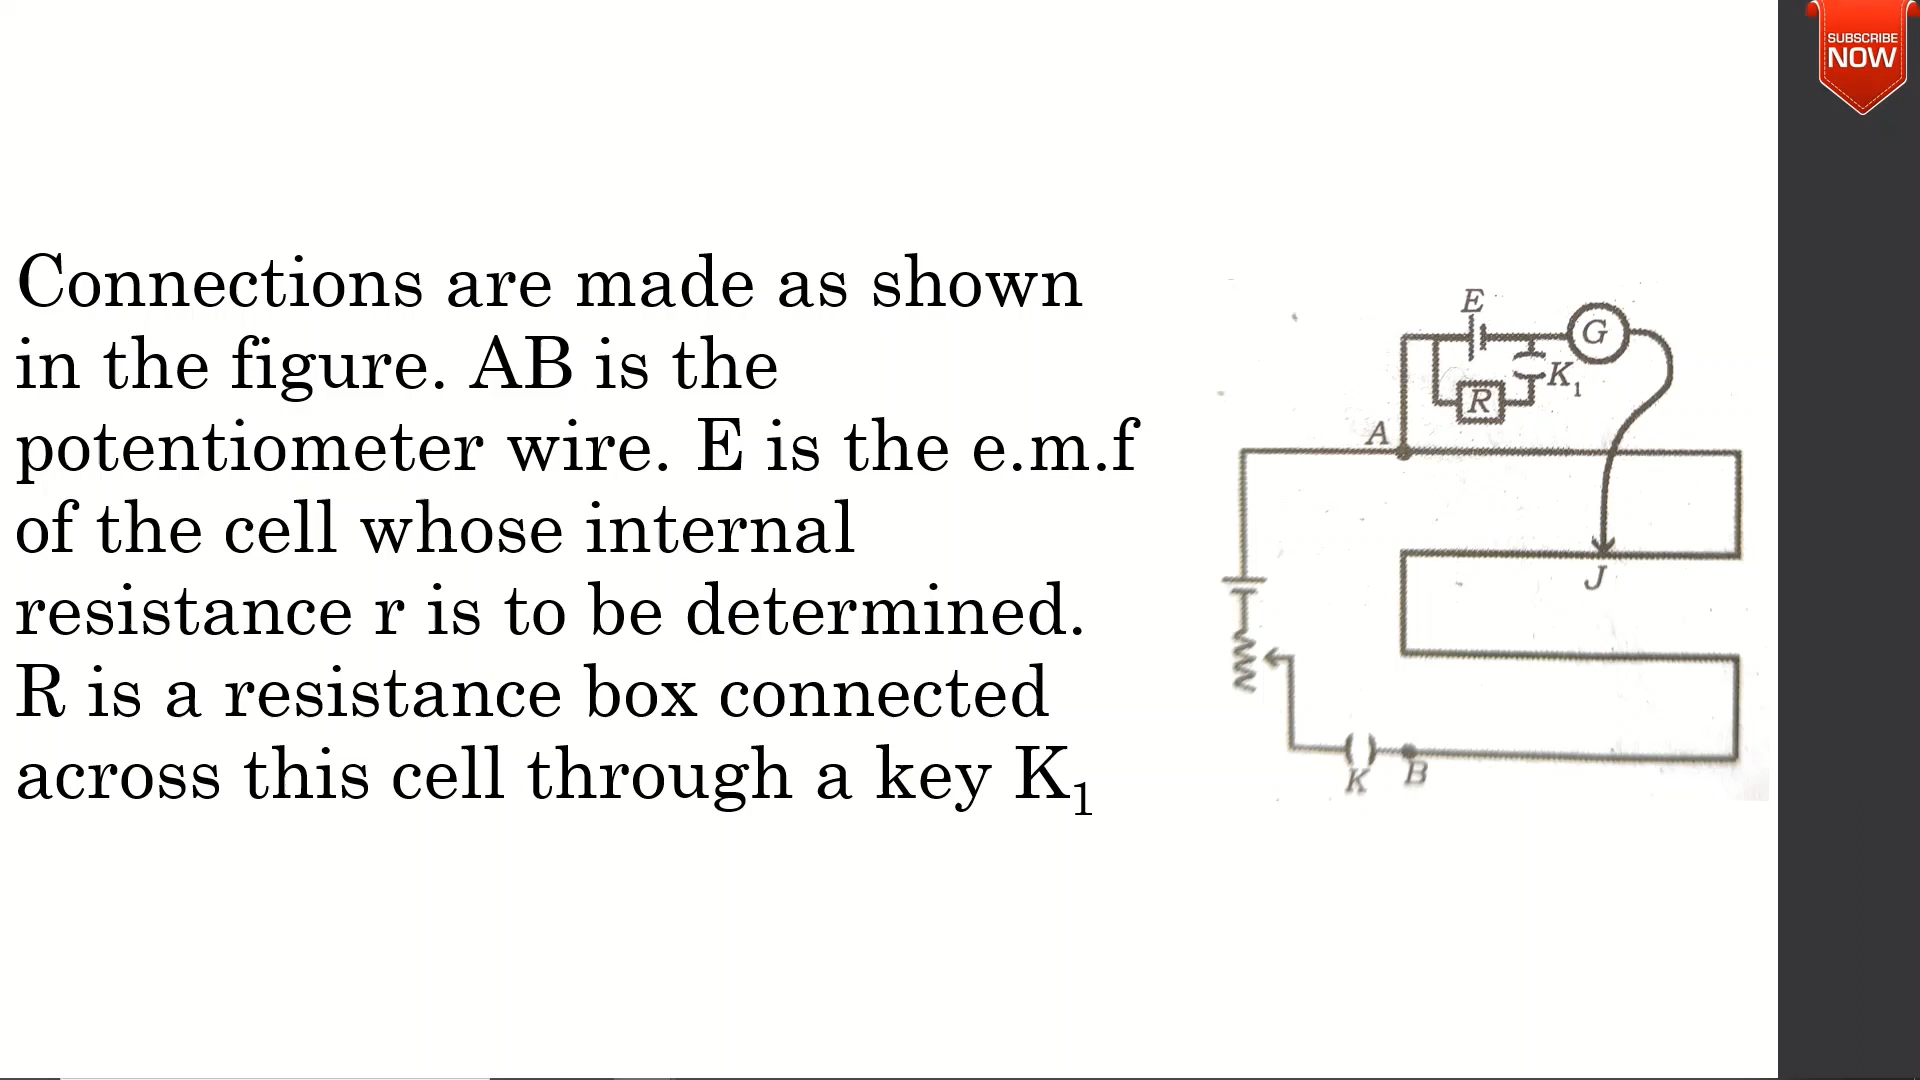 SUBSCRIBE
NOW
Connections are made as shown
in the figure. AB is the
potentiometer wire. E is the e.m.f
of the cell whose internal
resistance r is to be determined.
R is a resistance box connected
across this cell through a key K₁
E
G
K₁
R
A
J
K
B